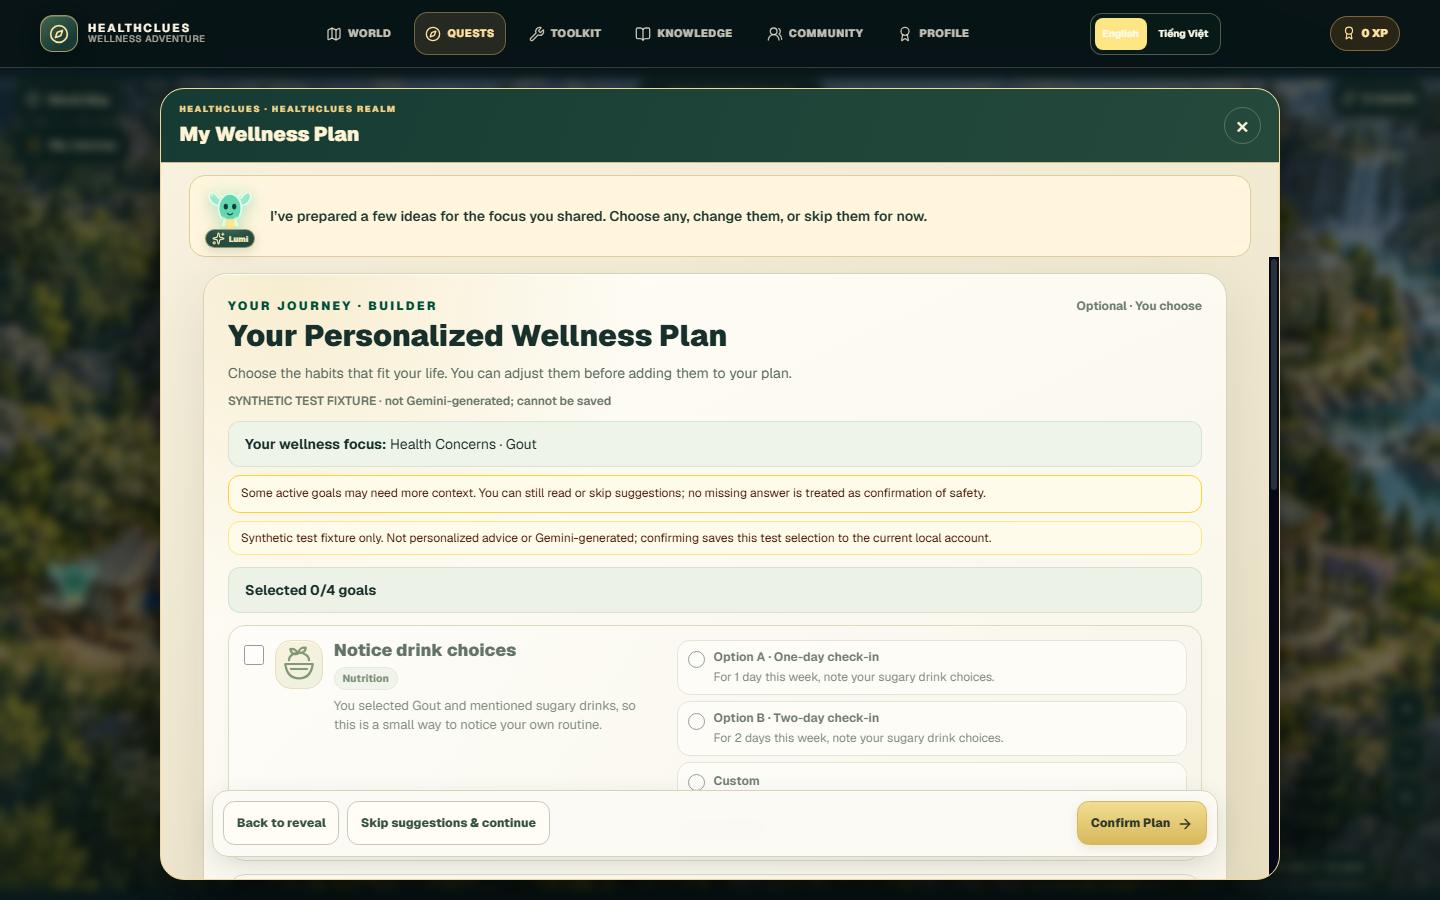 HEALTHCLUES
WELLNESS ADVENTURE
WORLD
QUESTS
TOOLKIT
KNOWLEDGE
COMMUNITY
PROFILE
English
Tiếng Việt
0 XP
HEALTHCLUES · HEALTHCLUES REALM
My Wellness Plan
Lumi
I’ve prepared a few ideas for the focus you shared. Choose any, change them, or skip them for now.
YOUR JOURNEY · BUILDER
Optional · You choose
Your Personalized Wellness Plan
Choose the habits that fit your life. You can adjust them before adding them to your plan.
SYNTHETIC TEST FIXTURE · not Gemini-generated; cannot be saved
Your wellness focus: Health Concerns · Gout
Some active goals may need more context. You can still read or skip suggestions; no missing answer is treated as confirmation of safety.
Synthetic test fixture only. Not personalized advice or Gemini-generated; confirming saves this test selection to the current local account.
Selected 0/4 goals
Notice drink choices
Nutrition
You selected Gout and mentioned sugary drinks, so
this is a small way to notice your own routine.
Option A · One-day check-in
For 1 day this week, note your sugary drink choices.
Option B · Two-day check-in
For 2 days this week, note your sugary drink choices.
Custom
Back to reveal
Skip suggestions & continue
Confirm Plan